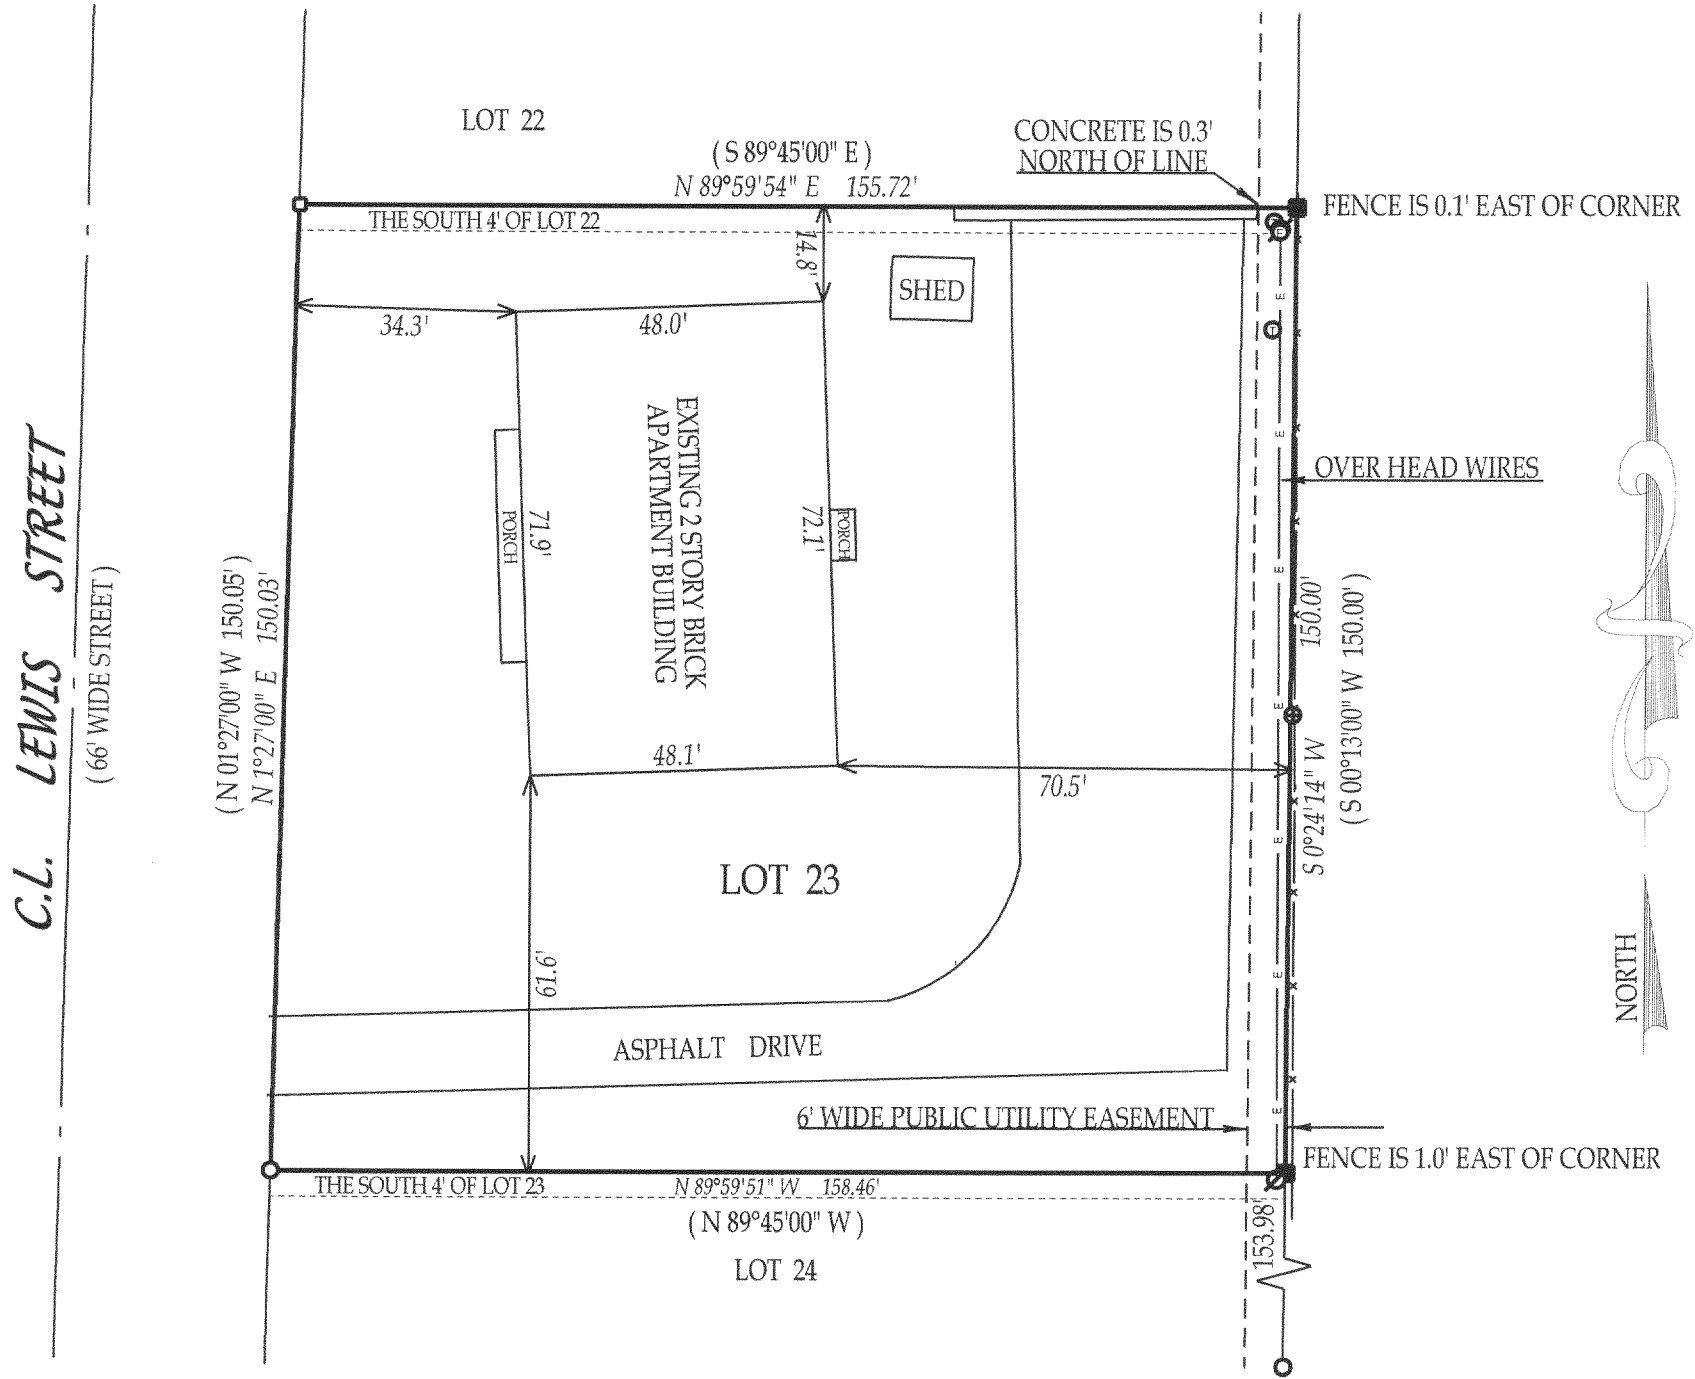 LOT 22
( S 89°45'00" E )
N 89°59'54" E 155.72'
CONCRETE IS 0.3'
NORTH OF LINE
FENCE IS 0.1' EAST OF CORNER
THE SOUTH 4' OF LOT 22
14.8'
SHED
34.3'
48.0'
E
T
E
OVER HEAD WIRES
EXISTING 2 STORY BRICK
APARTMENT BUILDING
PORCH
71.9'
72.1'
PORCH
E
C.L. LEWIS STREET
( 66' WIDE STREET )
( N 01°27'00" W 150.05' )
N 1°27'00" E 150.03'
E
S 0°24'14" W 150.00'
( S 00°13'00" W 150.00' )
48.1'
70.5'
E
LOT 23
61.6'
NORTH
E
ASPHALT DRIVE
6' WIDE PUBLIC UTILITY EASEMENT
E
FENCE IS 1.0' EAST OF CORNER
THE SOUTH 4' OF LOT 23
N 89°59'51" W 158.46'
( N 89°45'00" W )
153.98'
LOT 24